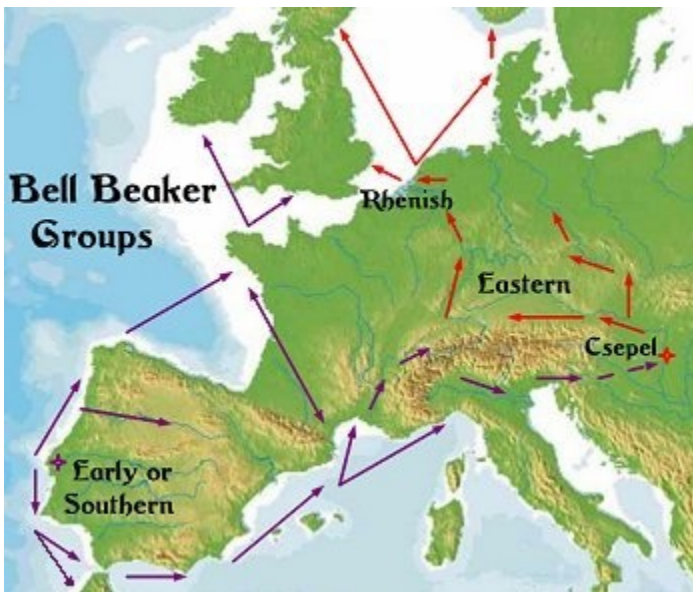 Bell Beaker
Groups
Rhenish
Eastern
Csepel
Early or
Southern